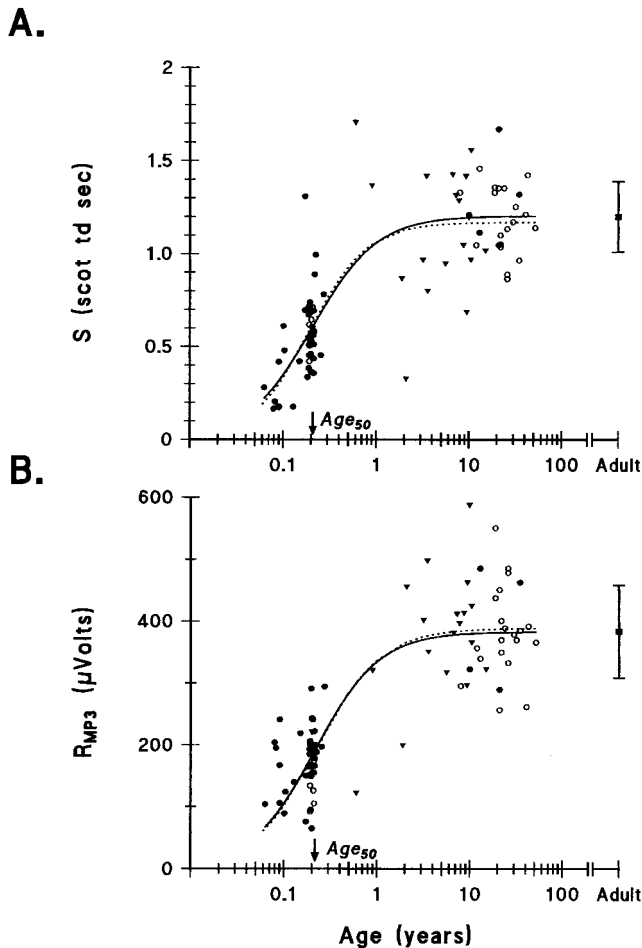 A.
2
1.5
1
0.5
0
S (scot td sec)
Age50
0.1 1 10 100 Adult
B.
600
400
200
0
RMP3 (μVolts)
Age50
0.1 1 10 100 Adult
Age (years)